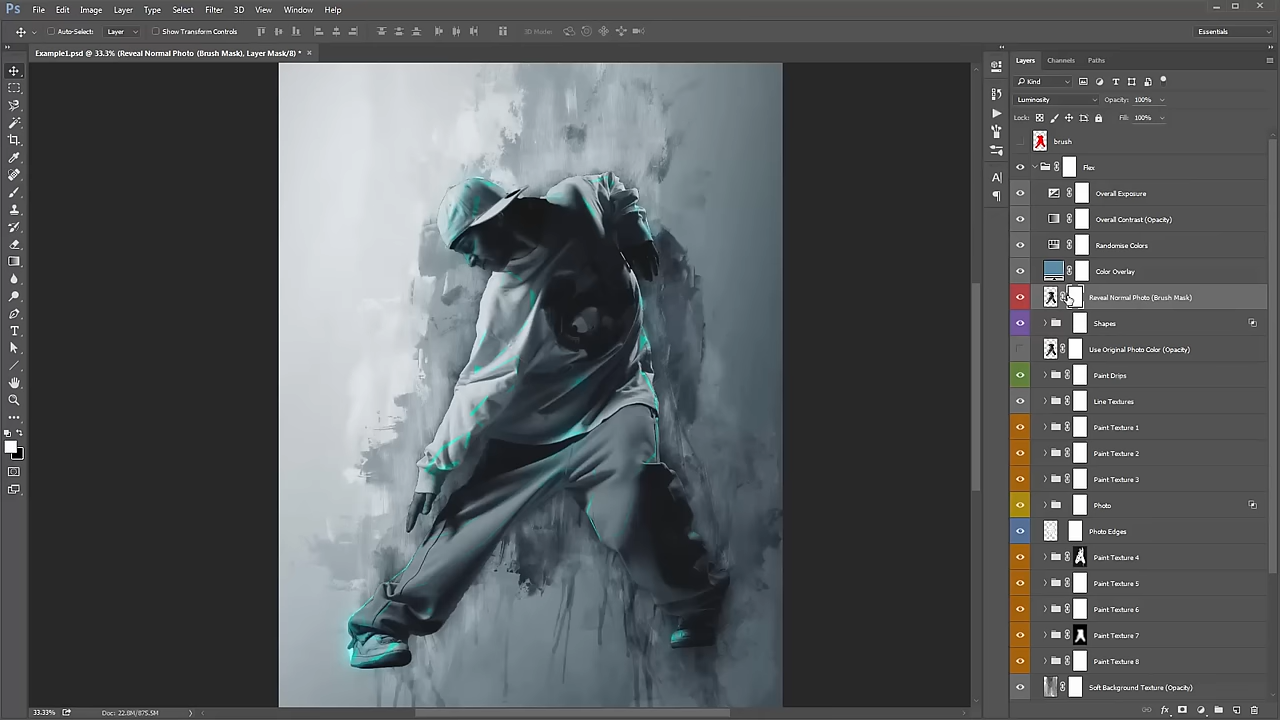 Ps File Edit Image Layer Type Select Filter 3D View Window Help
Auto-Select: Layer Show Transform Controls 3D Mode: Essentials
Example1.psd @ 33.3% (Reveal Normal Photo (Brush Mask), Layer Mask/8) * ×
Layers Channels Paths
Kind
Luminosity Opacity: 100%
Lock: Fill: 100%
brush
Flex
Overall Exposure
Overall Contrast (Opacity)
Randomise Colors
Color Overlay
Reveal Normal Photo (Brush Mask)
Shapes
Use Original Photo Color (Opacity)
Paint Drips
Line Textures
Paint Texture 1
Paint Texture 2
Paint Texture 3
Photo
Photo Edges
Paint Texture 4
Paint Texture 5
Paint Texture 6
Paint Texture 7
Paint Texture 8
Soft Background Texture (Opacity)
33.33% Doc: 22.8M/875.5M
fx